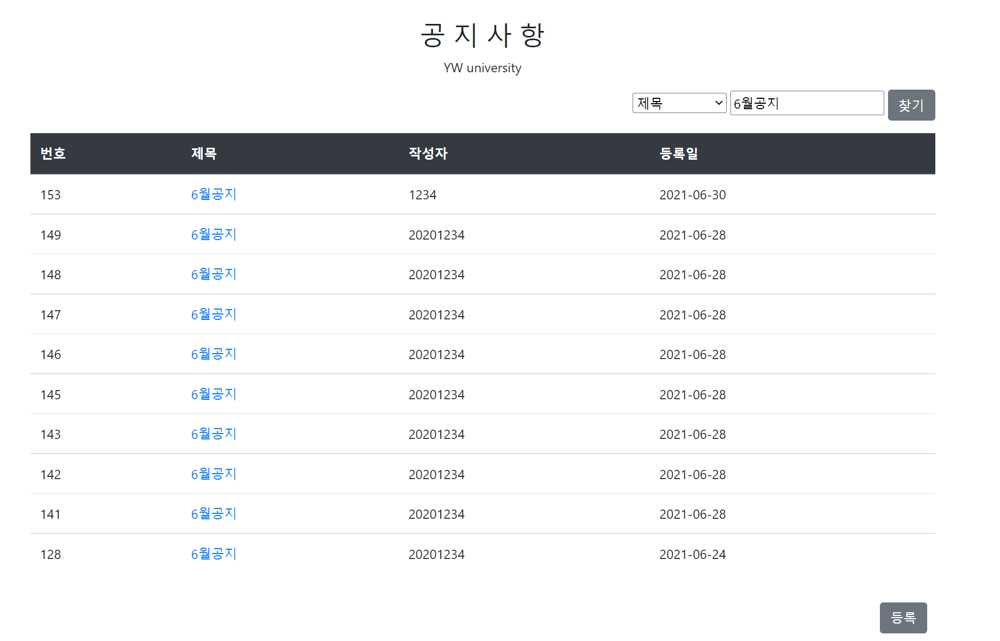 공 지 사 항
YW university
제목 6월공지 찾기
번호 제목 작성자 등록일
153 6월공지 1234 2021-06-30
149 6월공지 20201234 2021-06-28
148 6월공지 20201234 2021-06-28
147 6월공지 20201234 2021-06-28
146 6월공지 20201234 2021-06-28
145 6월공지 20201234 2021-06-28
143 6월공지 20201234 2021-06-28
142 6월공지 20201234 2021-06-28
141 6월공지 20201234 2021-06-28
128 6월공지 20201234 2021-06-24
등록